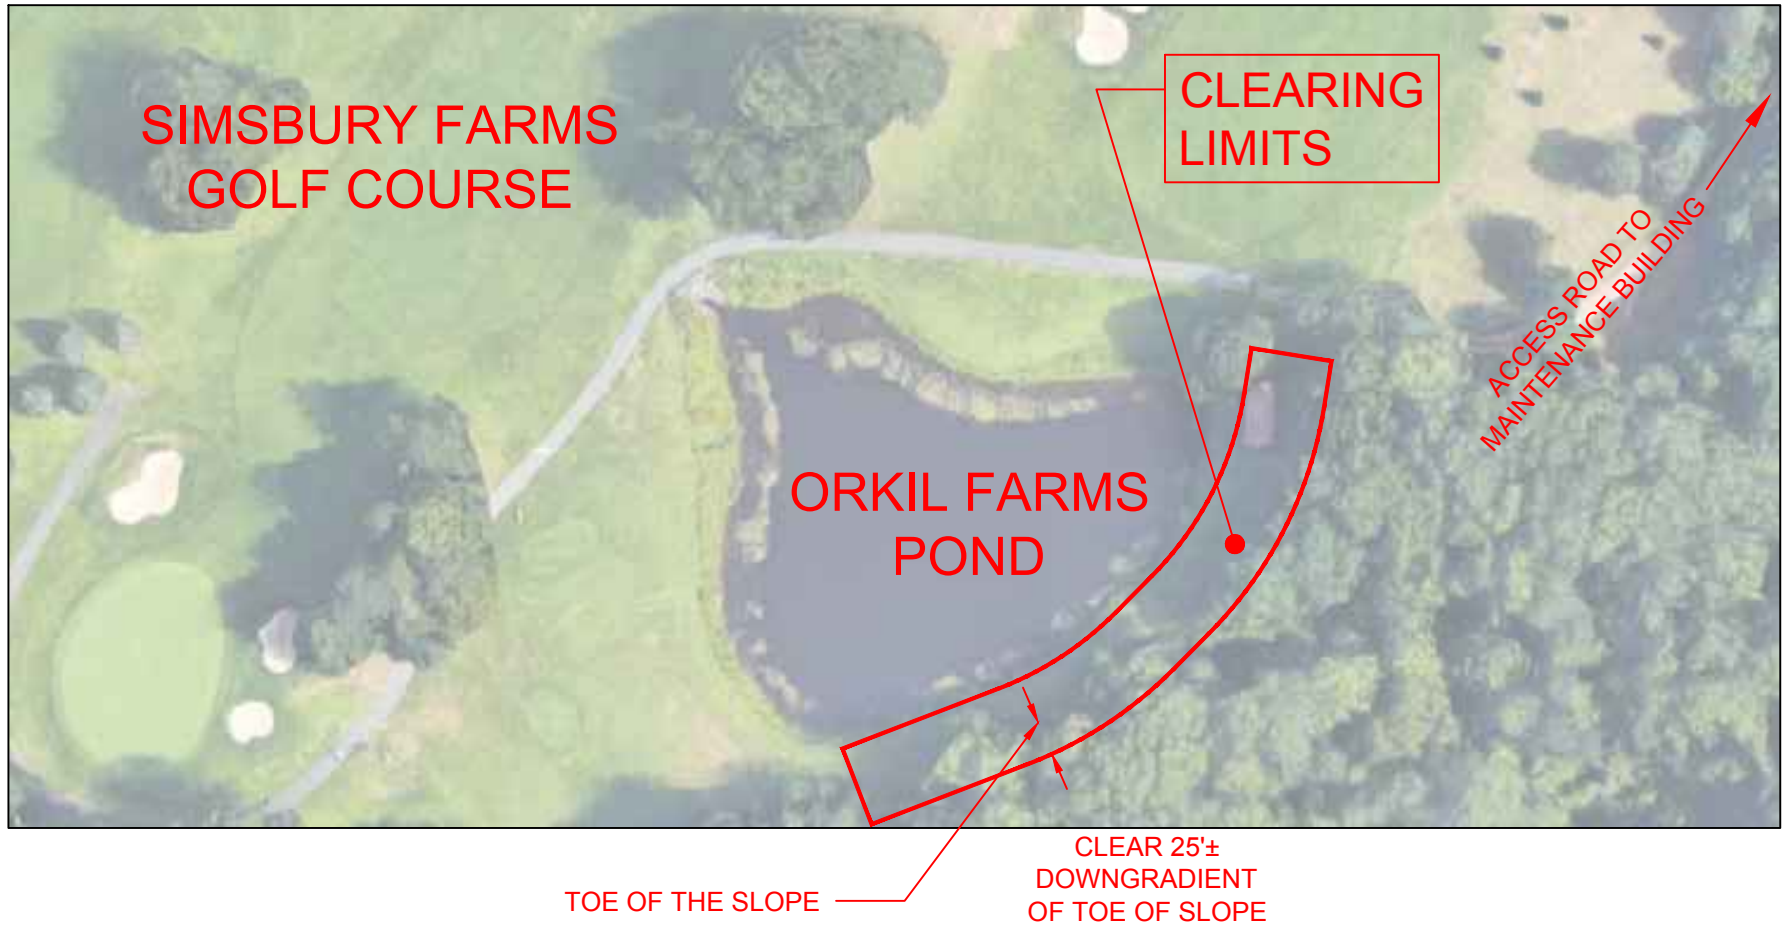 SIMSBURY FARMS
GOLF COURSE
CLEARING
LIMITS
ACCESS ROAD TO
MAINTENANCE BUILDING
ORKIL FARMS
POND
TOE OF THE SLOPE
CLEAR 25'±
DOWNGRADIENT
OF TOE OF SLOPE